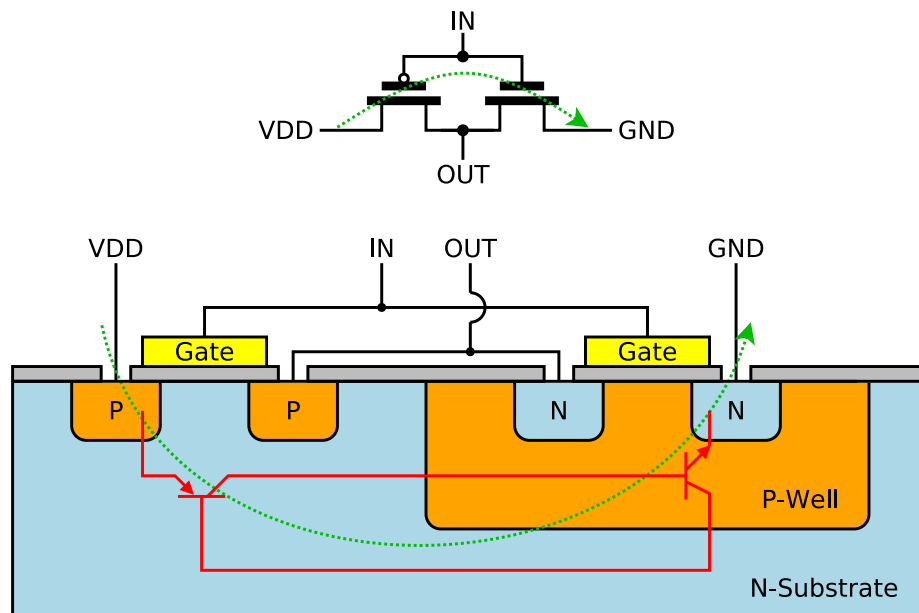 IN
VDD
GND
OUT
VDD
IN
OUT
GND
Gate
Gate
P
P
N
N
P-Well
N-Substrate